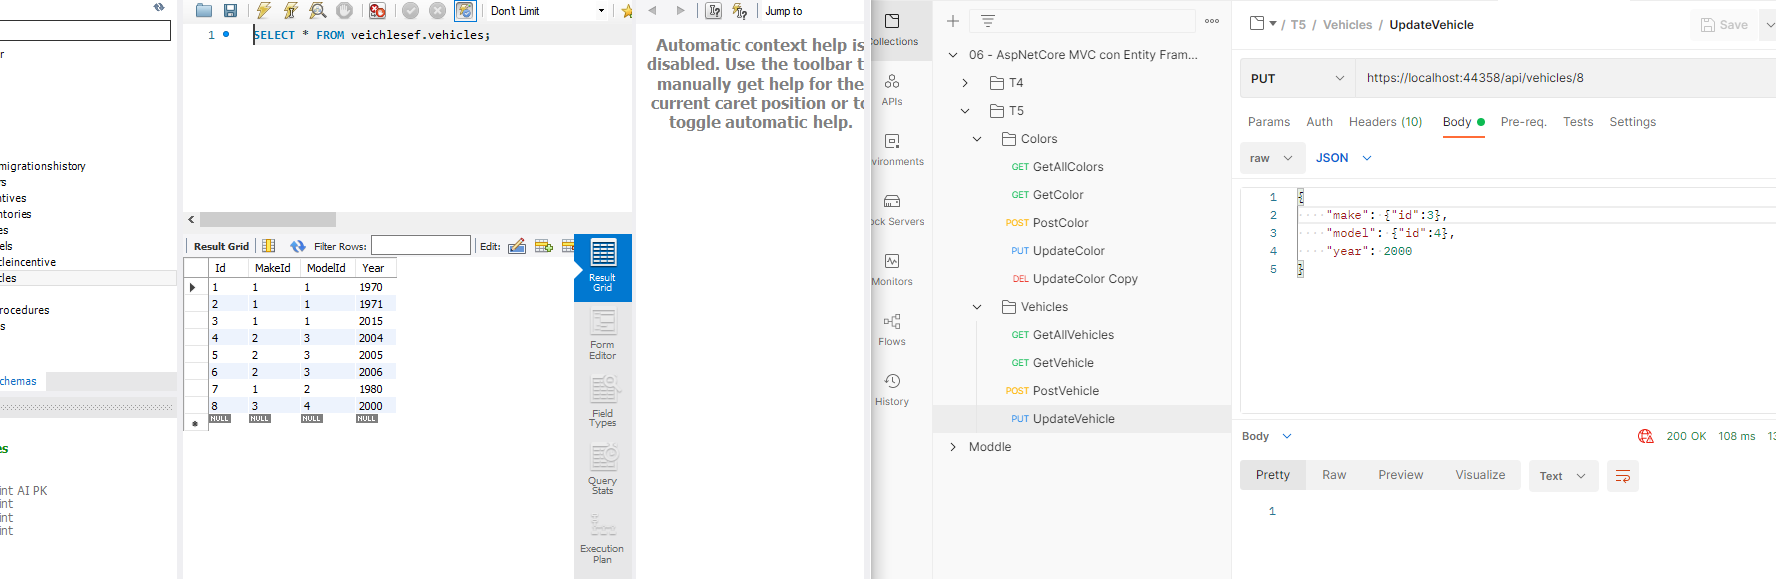 Don't Limit
Jump to
1
SELECT * FROM veichlesef.vehicles;
Automatic context help is
disabled. Use the toolbar t
manually get help for the
current caret position or to
toggle automatic help.
r
migrationshistory
rs
ntives
ntories
es
els
cleincentive
cles
rocedures
s
chemas
es
int AI PK
int
int
int
Result Grid
Filter Rows:
Edit:
Id MakeId ModelId Year
1 1 1 1970
2 1 1 1971
3 1 1 2015
4 2 3 2004
5 2 3 2005
6 2 3 2006
7 1 2 1980
8 3 4 2000
NULL NULL NULL NULL
Result
Grid
Form
Editor
Field
Types
Query
Stats
Execution
Plan
ollections
APIs
vironments
ock Servers
Monitors
Flows
History
06 - AspNetCore MVC con Entity Fram...
T4
T5
Colors
GET GetAllColors
GET GetColor
POST PostColor
PUT UpdateColor
DEL UpdateColor Copy
Vehicles
GET GetAllVehicles
GET GetVehicle
POST PostVehicle
PUT UpdateVehicle
Moddle
/ T5 / Vehicles / UpdateVehicle
Save
PUT
https://localhost:44358/api/vehicles/8
Params Auth Headers (10) Body Pre-req. Tests Settings
raw JSON
1 {
2 "make": {"id":3},
3 "model": {"id":4},
4 "year": 2000
5 }
Body
200 OK 108 ms 13
Pretty Raw Preview Visualize Text
1